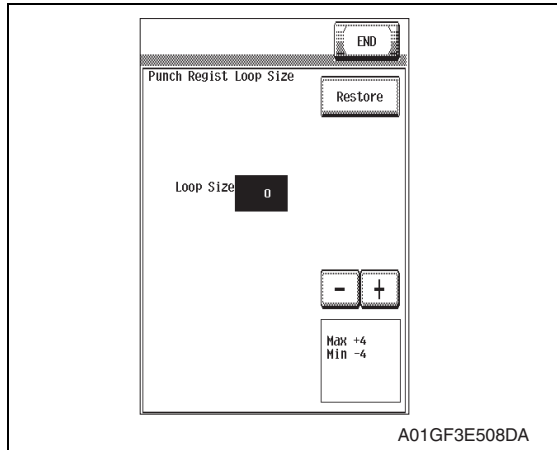 END
Punch Regist Loop Size
Restore
Loop Size 0
- +
Max +4
Min -4
A01GF3E508DA